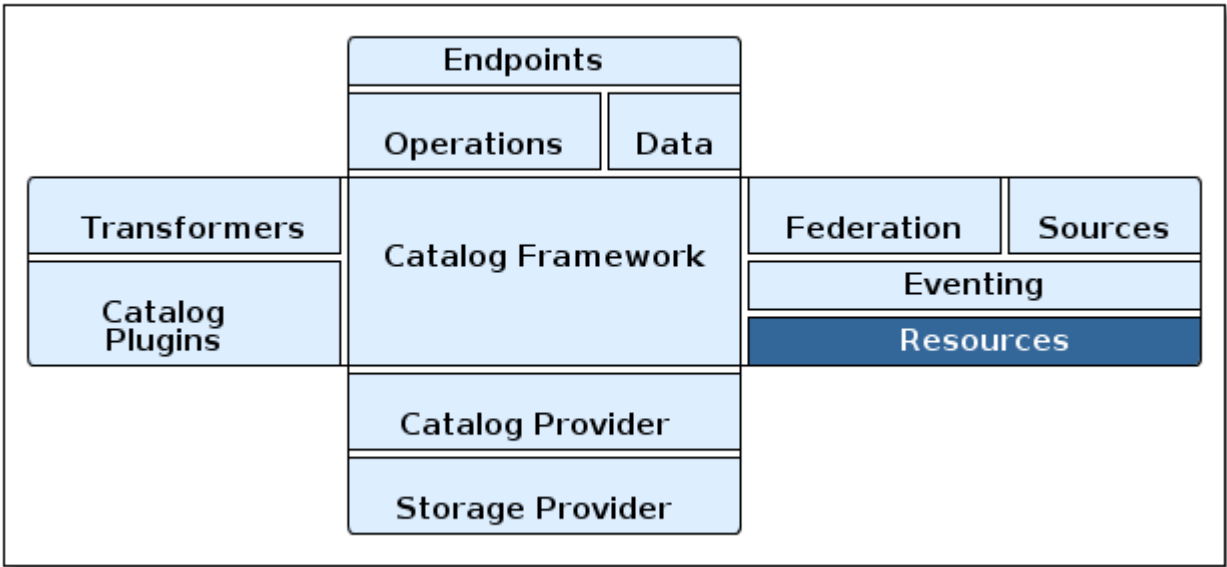 Endpoints
Operations
Data
Transformers
Catalog Framework
Federation
Sources
Eventing
Catalog
Plugins
Resources
Catalog Provider
Storage Provider